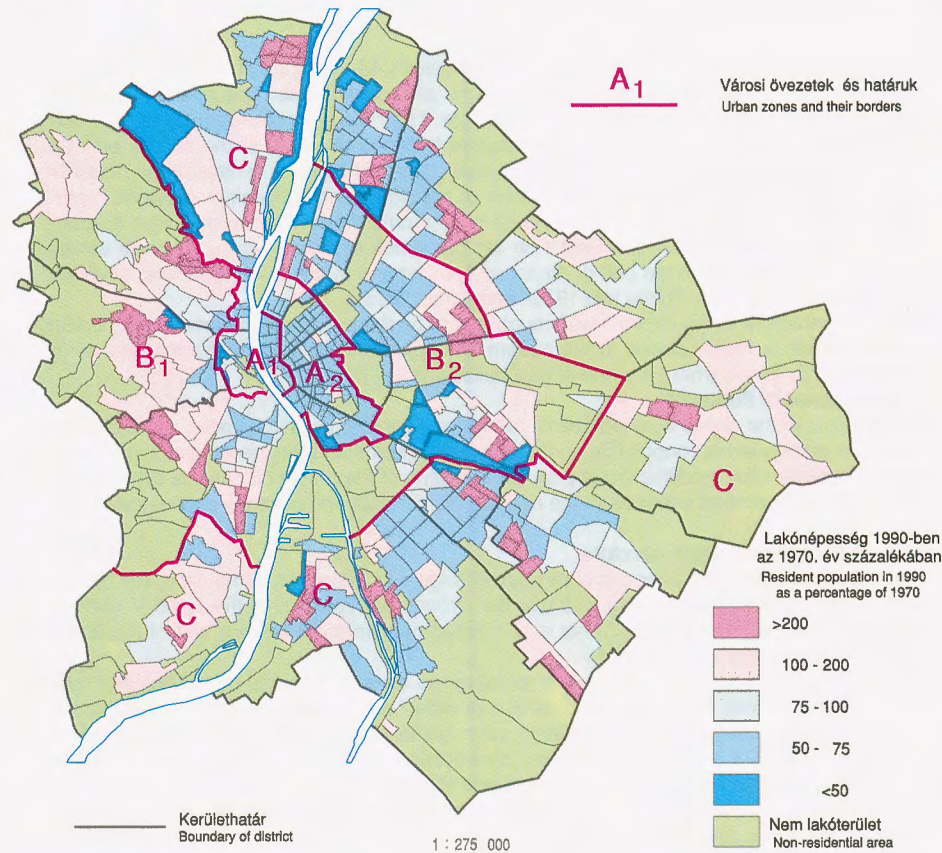 A1
Városi övezetek és határuk
Urban zones and their borders
C
B1
A1
A2
B2
C
C
C
Lakónépesség 1990-ben
az 1970. év százalékában
Resident population in 1990
as a percentage of 1970
>200
100 - 200
75 - 100
50 - 75
<50
Nem lakóterület
Non-residential area
Kerülethatár
Boundary of district
1 : 275 000